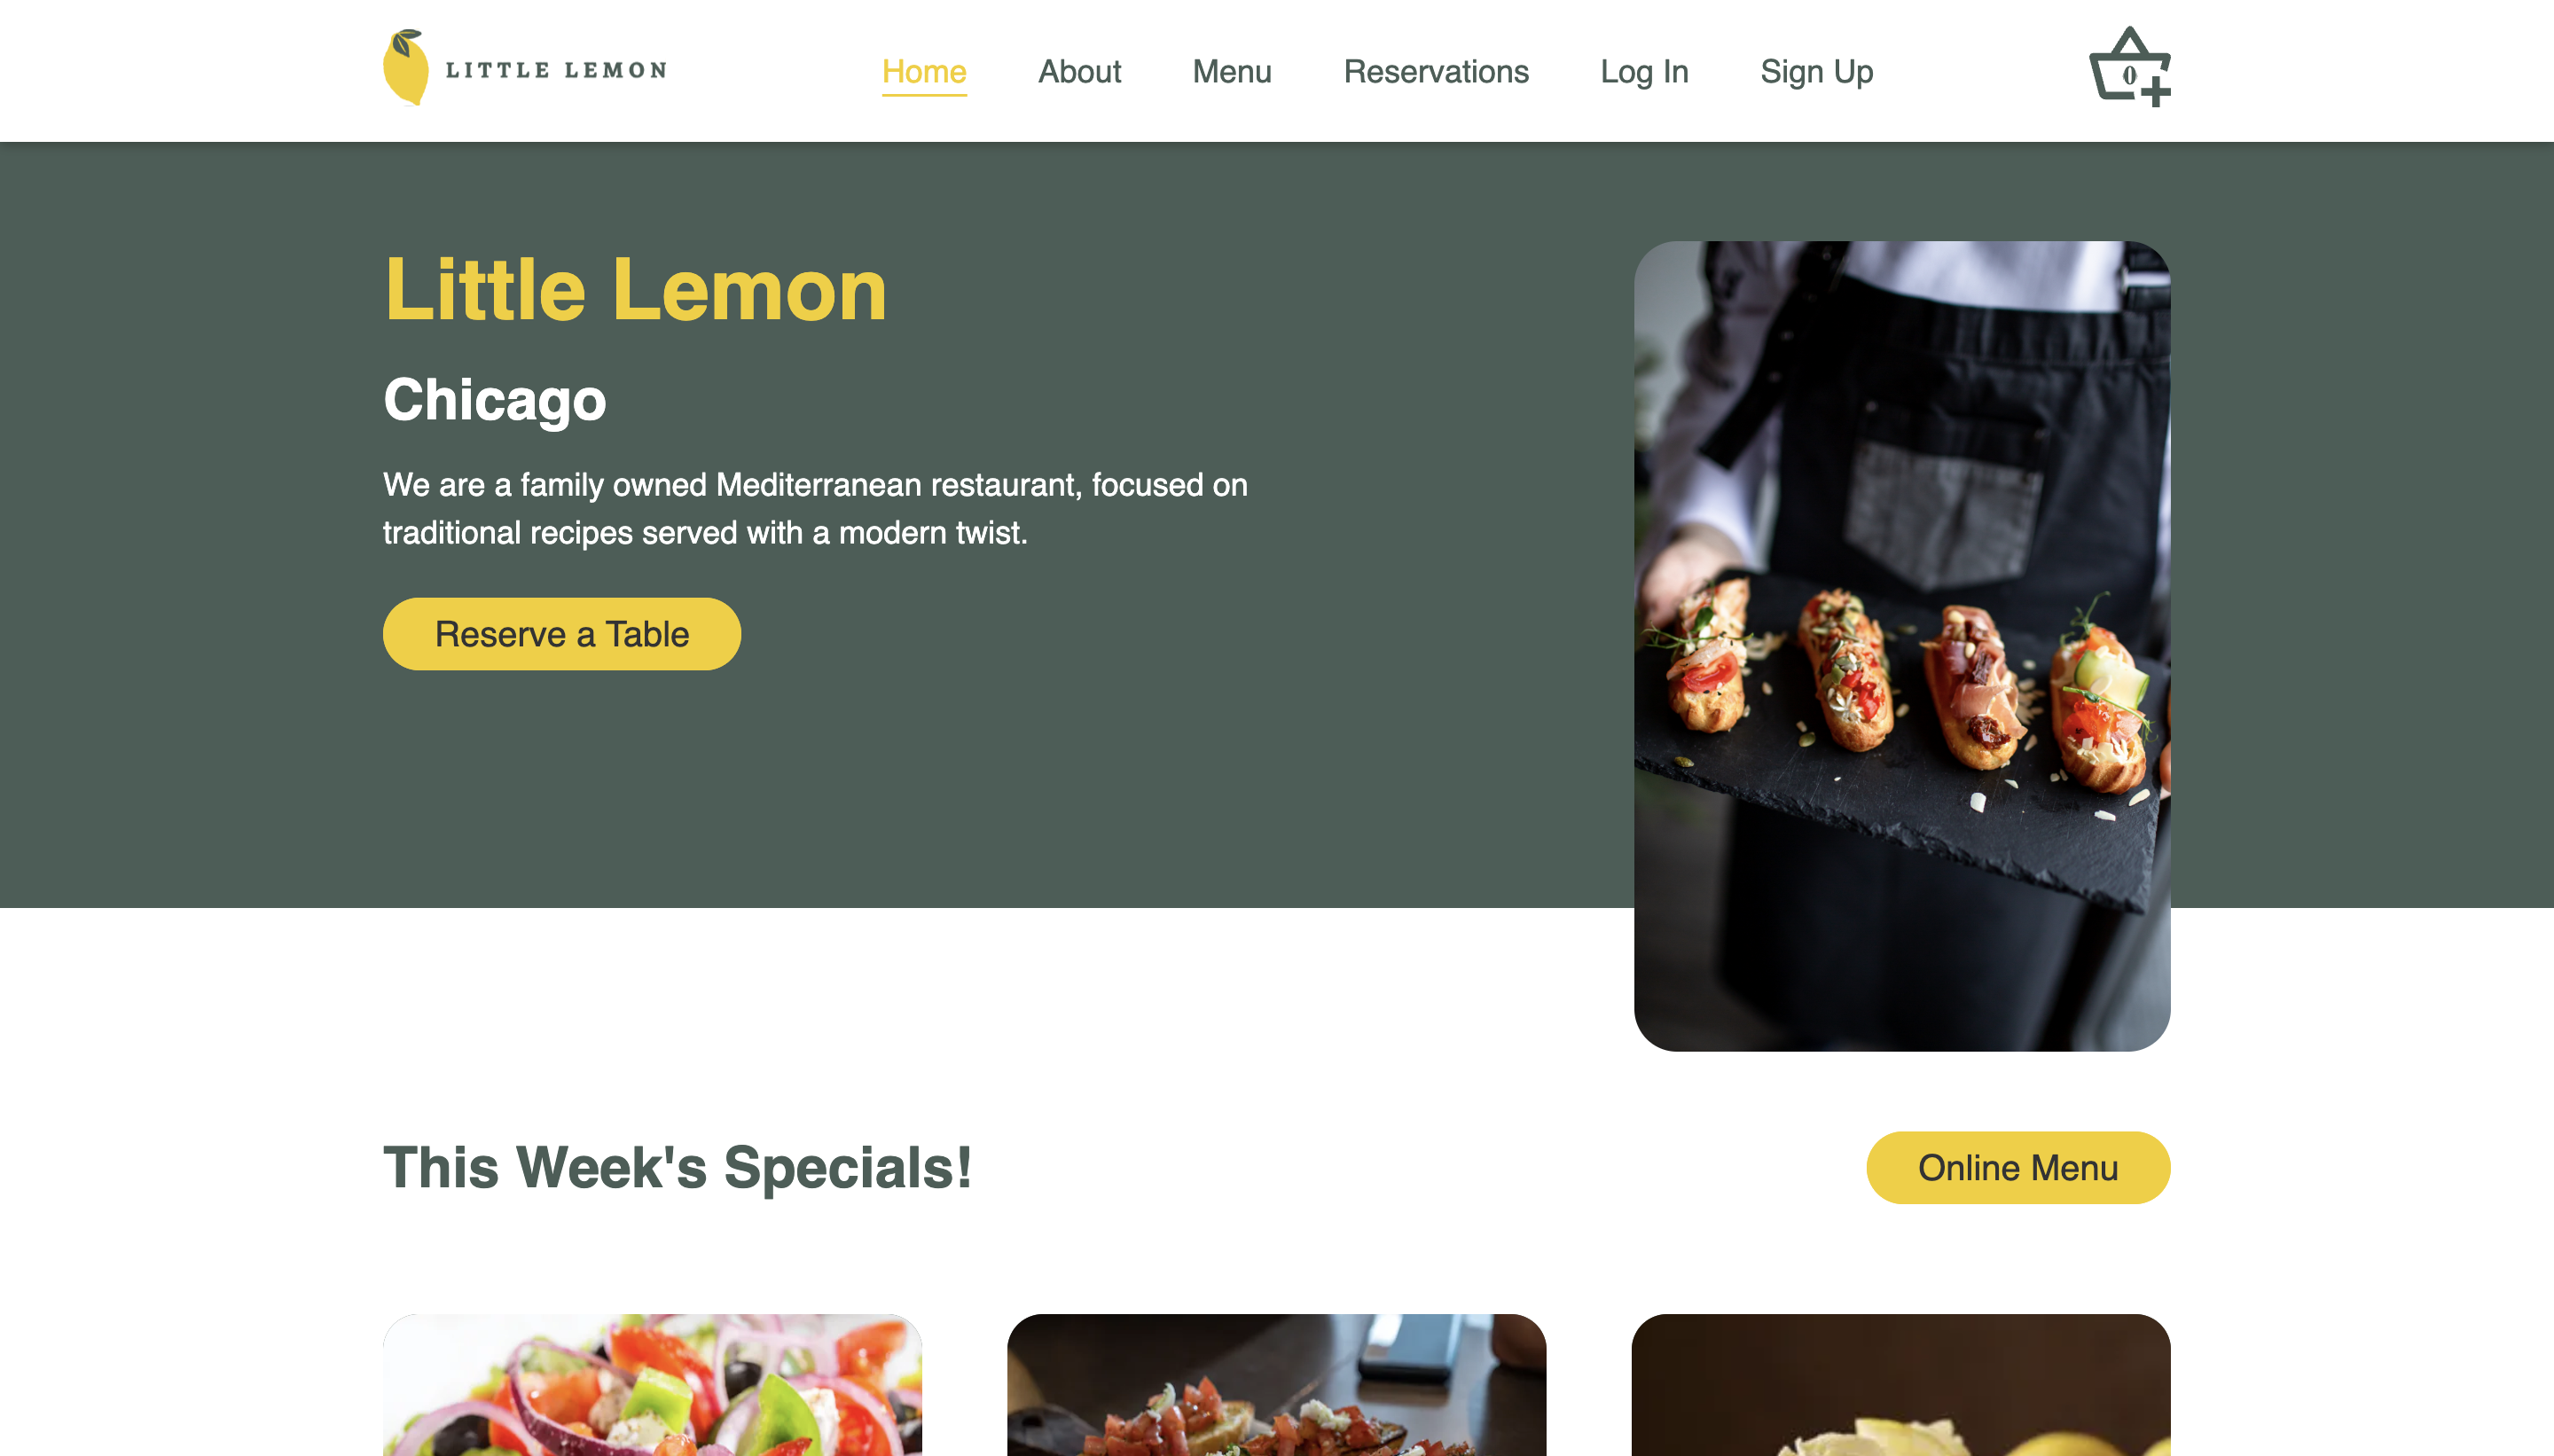 LITTLE LEMON
Home
About
Menu
Reservations
Log In
Sign Up
0
Little Lemon
Chicago
We are a family owned Mediterranean restaurant, focused on
traditional recipes served with a modern twist.
Reserve a Table
This Week's Specials!
Online Menu